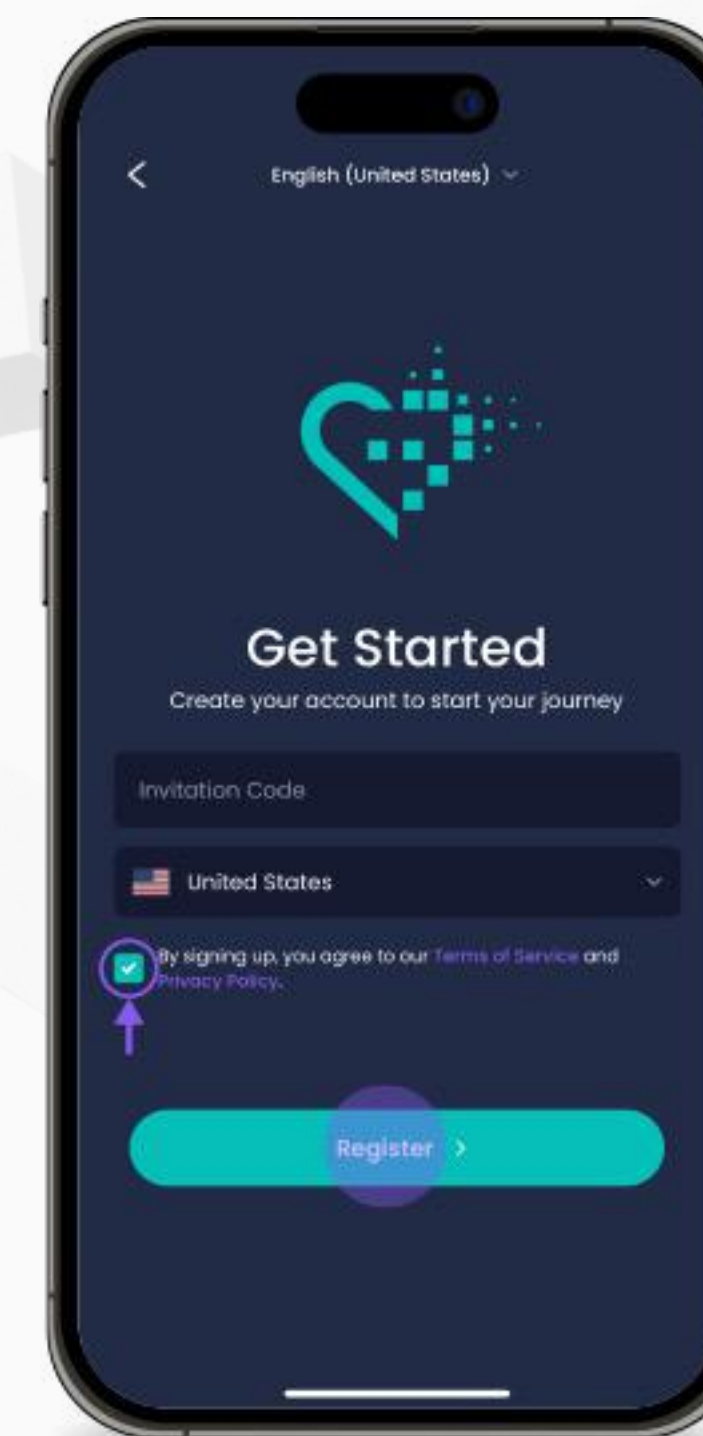 English (United States)
Get Started
Create your account to start your journey
Invitation Code
United States
By signing up, you agree to our Terms of Service and
Privacy Policy.
Register